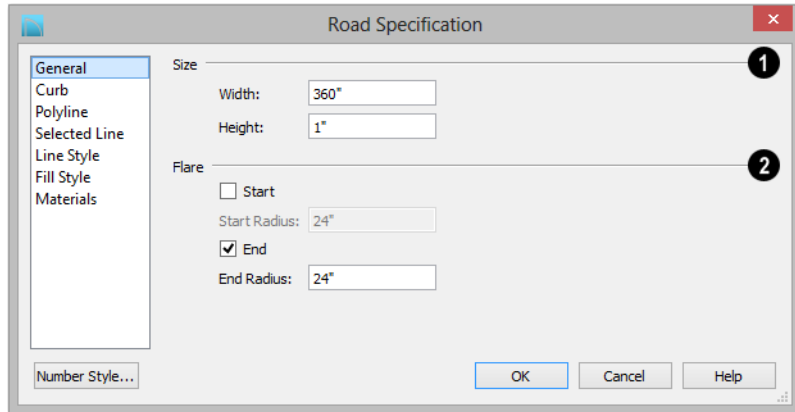 Road Specification
×
General
Curb
Polyline
Selected Line
Line Style
Fill Style
Materials
Size
1
Width: 360"
Height: 1"
Flare
2
Start
Start Radius: 24"
End
End Radius: 24"
Number Style...
OK
Cancel
Help